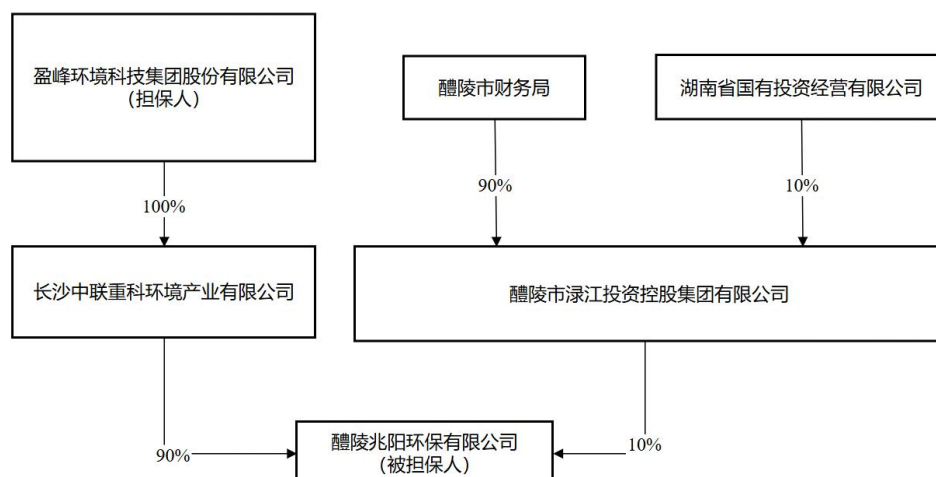 盈峰环境科技集团股份有限公司
（担保人）
醴陵市财务局
湖南省国有投资经营有限公司
100%
90%
10%
长沙中联重科环境产业有限公司
醴陵市渌江投资控股集团有限公司
90%
醴陵兆阳环保有限公司
（被担保人）
10%